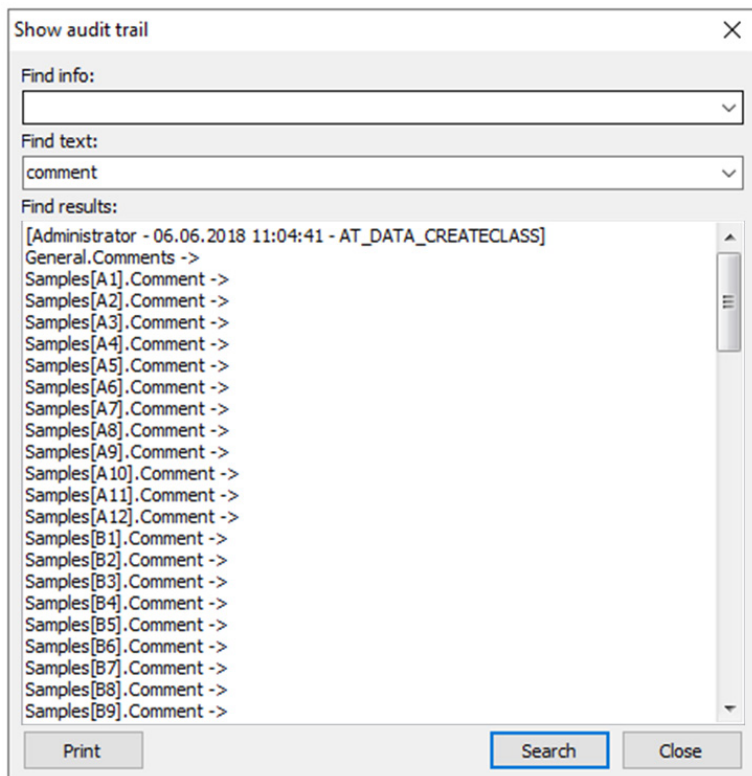 Show audit trail
Find info:
Find text:
comment
Find results:
[Administrator - 06.06.2018 11:04:41 - AT_DATA_CREATECLASS]
General.Comments ->
Samples[A1].Comment ->
Samples[A2].Comment ->
Samples[A3].Comment ->
Samples[A4].Comment ->
Samples[A5].Comment ->
Samples[A6].Comment ->
Samples[A7].Comment ->
Samples[A8].Comment ->
Samples[A9].Comment ->
Samples[A10].Comment ->
Samples[A11].Comment ->
Samples[A12].Comment ->
Samples[B1].Comment ->
Samples[B2].Comment ->
Samples[B3].Comment ->
Samples[B4].Comment ->
Samples[B5].Comment ->
Samples[B6].Comment ->
Samples[B7].Comment ->
Samples[B8].Comment ->
Samples[B9].Comment ->
Print Search Close